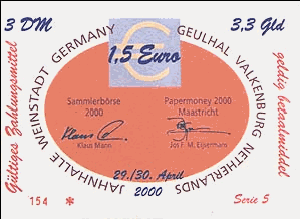 3 DM
3,3 Gld
1,5 Euro
JAHNHALLE WEINSTADT GERMANY
GEULHAL VALKENBURG NETHERLANDS
Gültiges Zahlungsmittel
geldig betaalmiddel
Sammlerbörse
2000
Papermoney 2000
Maastricht
Klaus Mann
Jos F. M. Eijsermans
29./30. April
2000
154 *
Serie 5